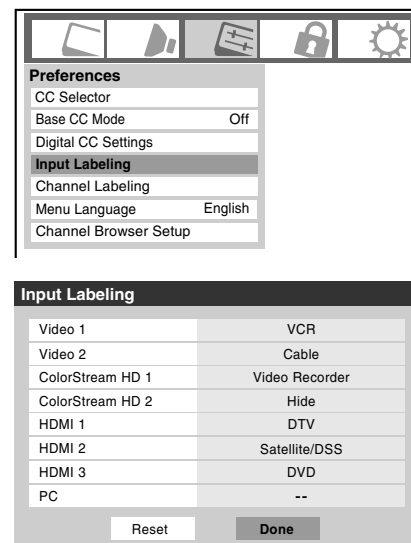 Preferences
CC Selector
Base CC Mode Off
Digital CC Settings
Input Labeling
Channel Labeling
Menu Language English
Channel Browser Setup
Input Labeling
Video 1 VCR
Video 2 Cable
ColorStream HD 1 Video Recorder
ColorStream HD 2 Hide
HDMI 1 DTV
HDMI 2 Satellite/DSS
HDMI 3 DVD
PC --
Reset Done